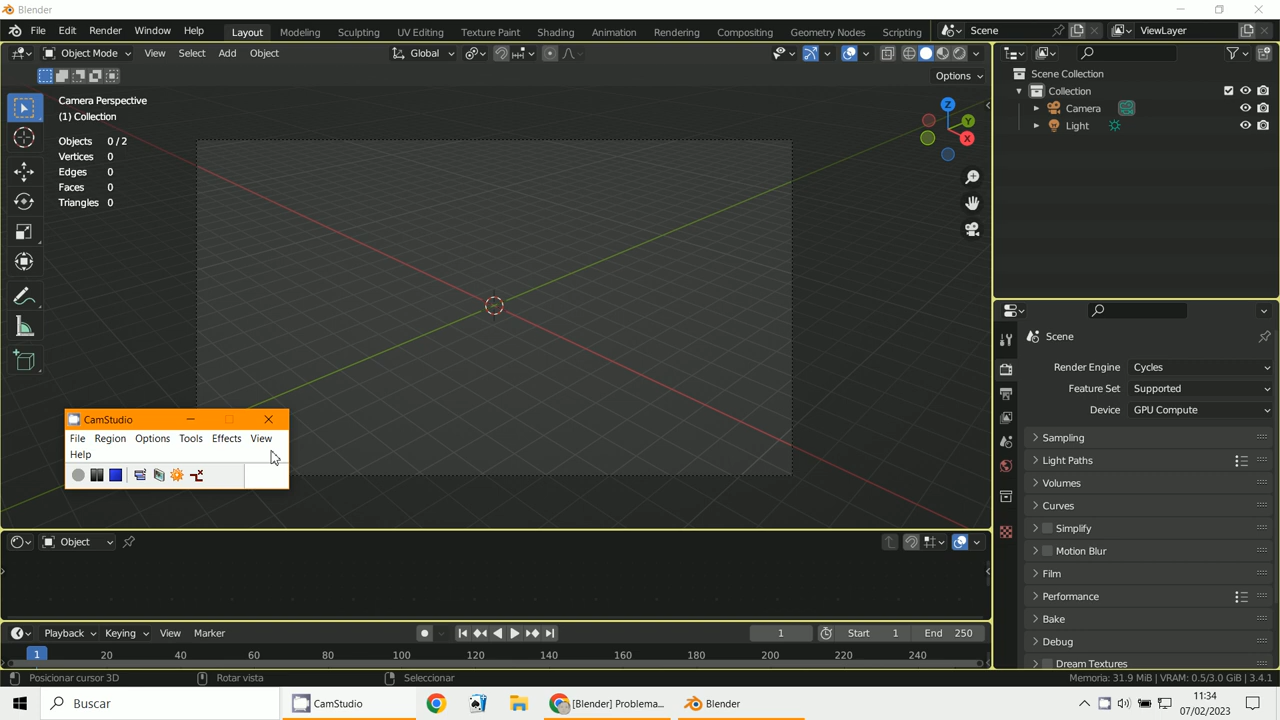 Blender
File Edit Render Window Help Layout Modeling Sculpting UV Editing Texture Paint Shading Animation Rendering Compositing Geometry Nodes Scripting Scene ViewLayer
Object Mode View Select Add Object Global
Options
Camera Perspective
(1) Collection
Objects 0 / 2
Vertices 0
Edges 0
Faces 0
Triangles 0
Z
Y
X
Scene Collection
Collection
Camera
Light
Scene
Render Engine Cycles
Feature Set Supported
Device GPU Compute
Sampling
Light Paths
Volumes
Curves
Simplify
Motion Blur
Film
Performance
Bake
Debug
Dream Textures
CamStudio
File Region Options Tools Effects View
Help
Object
Playback Keying View Marker 1 Start 1 End 250
1 20 40 60 80 100 120 140 160 180 200 220 240
Posicionar cursor 3D Rotar vista Seleccionar Memoria: 31.9 MiB | VRAM: 0.5/3.0 GiB | 3.4.1
Buscar CamStudio [Blender] Problema... Blender
11:34
07/02/2023